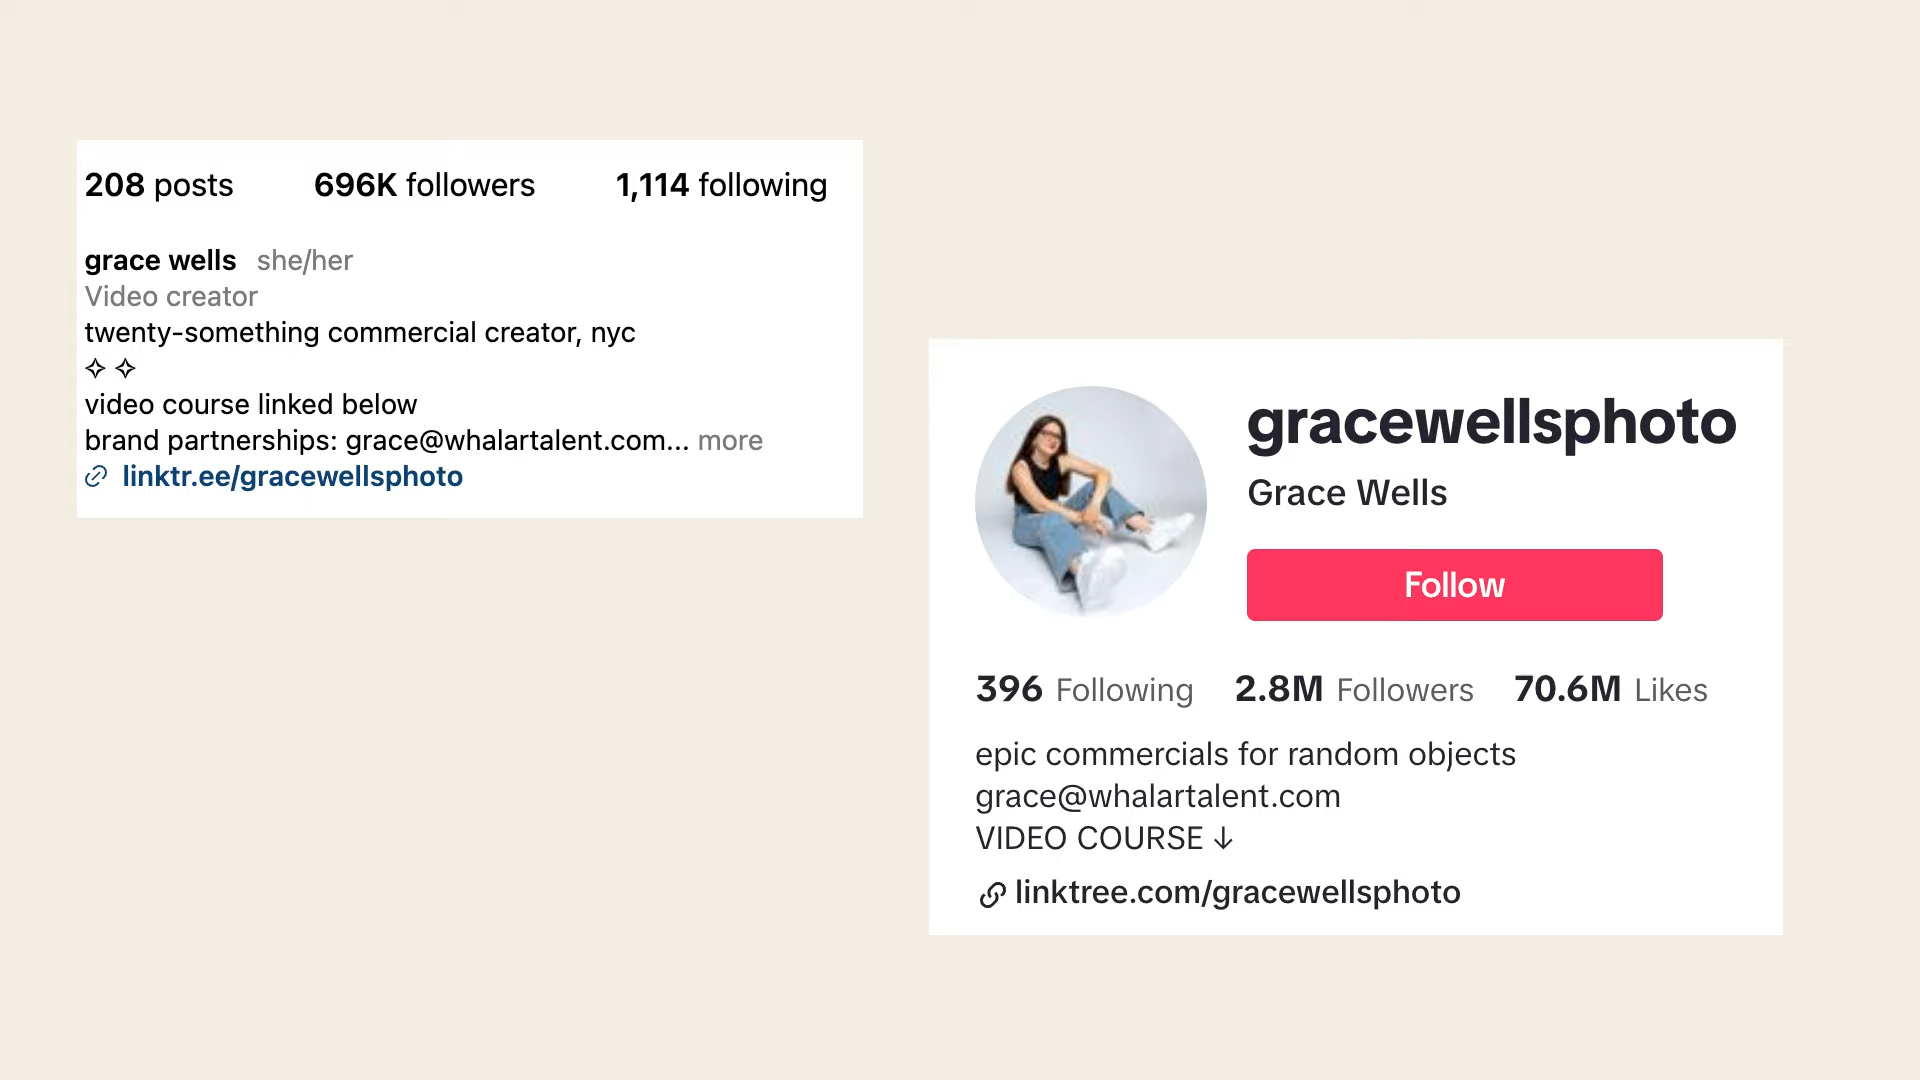 208 posts 696K followers 1,114 following
grace wells she/her
Video creator
twenty-something commercial creator, nyc
✧ ✧
video course linked below
brand partnerships: grace@whalartalent.com... more
linktr.ee/gracewellsphoto
gracewellsphoto
Grace Wells
Follow
396 Following 2.8M Followers 70.6M Likes
epic commercials for random objects
grace@whalartalent.com
VIDEO COURSE ↓
linktree.com/gracewellsphoto